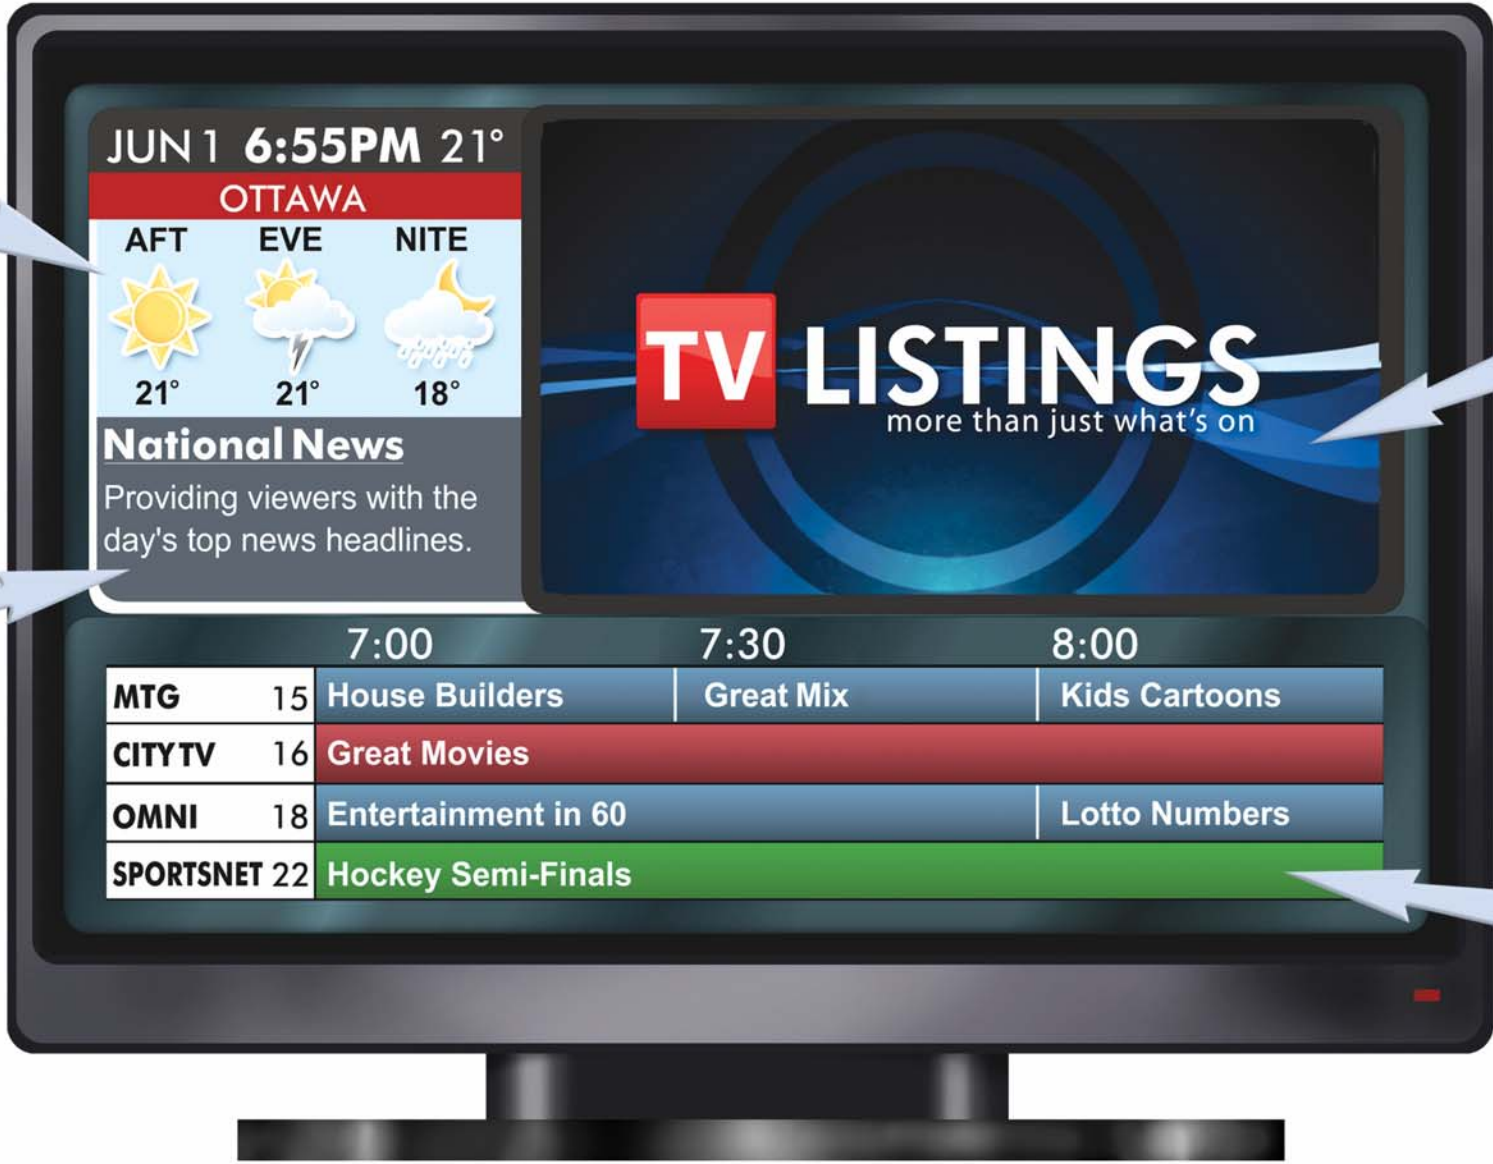 JUN 1 6:55PM 21°
OTTAWA
AFT EVE NITE
21° 21° 18°
National News
Providing viewers with the
day's top news headlines.
TV LISTINGS
more than just what's on
7:00 7:30 8:00
MTG 15 House Builders Great Mix Kids Cartoons
CITYTV 16 Great Movies
OMNI 18 Entertainment in 60 Lotto Numbers
SPORTSNET 22 Hockey Semi-Finals